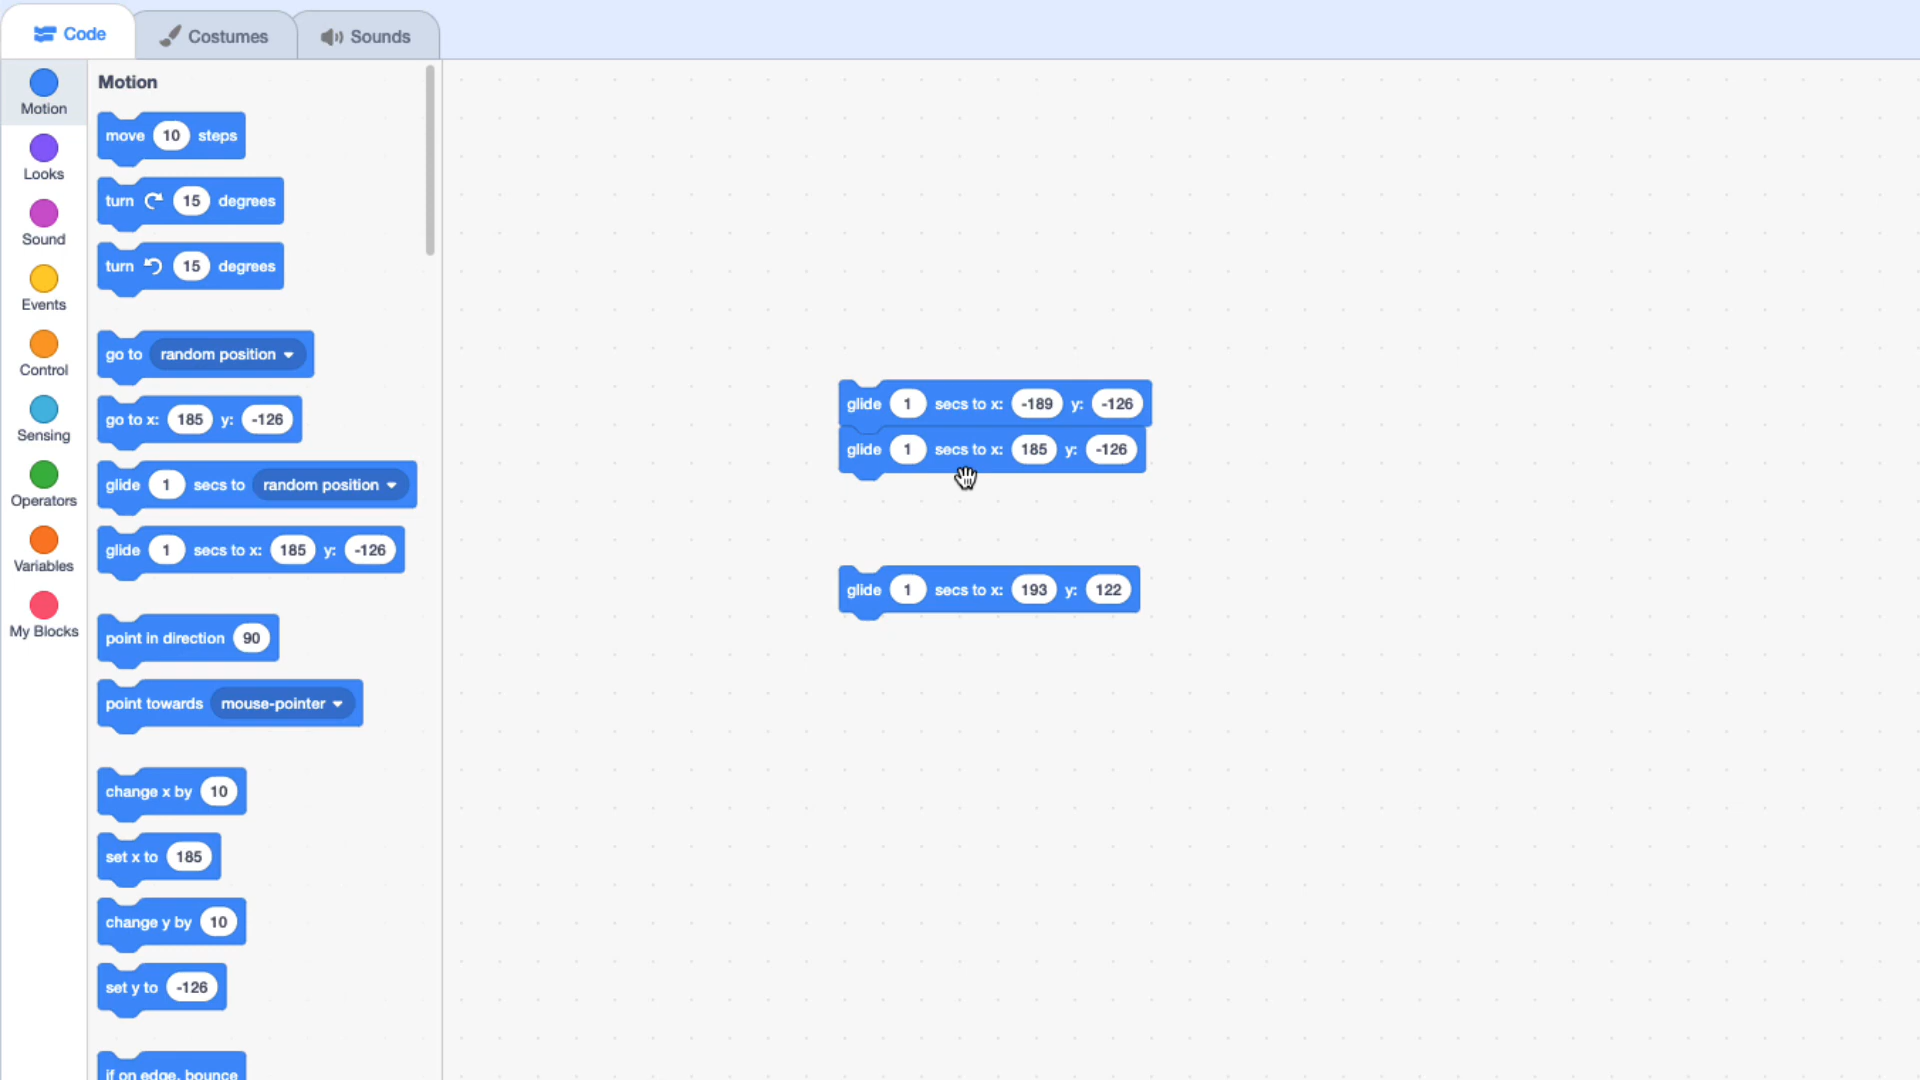 Code
Costumes
Sounds
Motion
Looks
Sound
Events
Control
Sensing
Operators
Variables
My Blocks
Motion
move 10 steps
turn 15 degrees
turn 15 degrees
go to random position
go to x: 185 y: -126
glide 1 secs to random position
glide 1 secs to x: 185 y: -126
point in direction 90
point towards mouse-pointer
change x by 10
set x to 185
change y by 10
set y to -126
if on edge, bounce
glide 1 secs to x: -189 y: -126
glide 1 secs to x: 185 y: -126
glide 1 secs to x: 193 y: 122